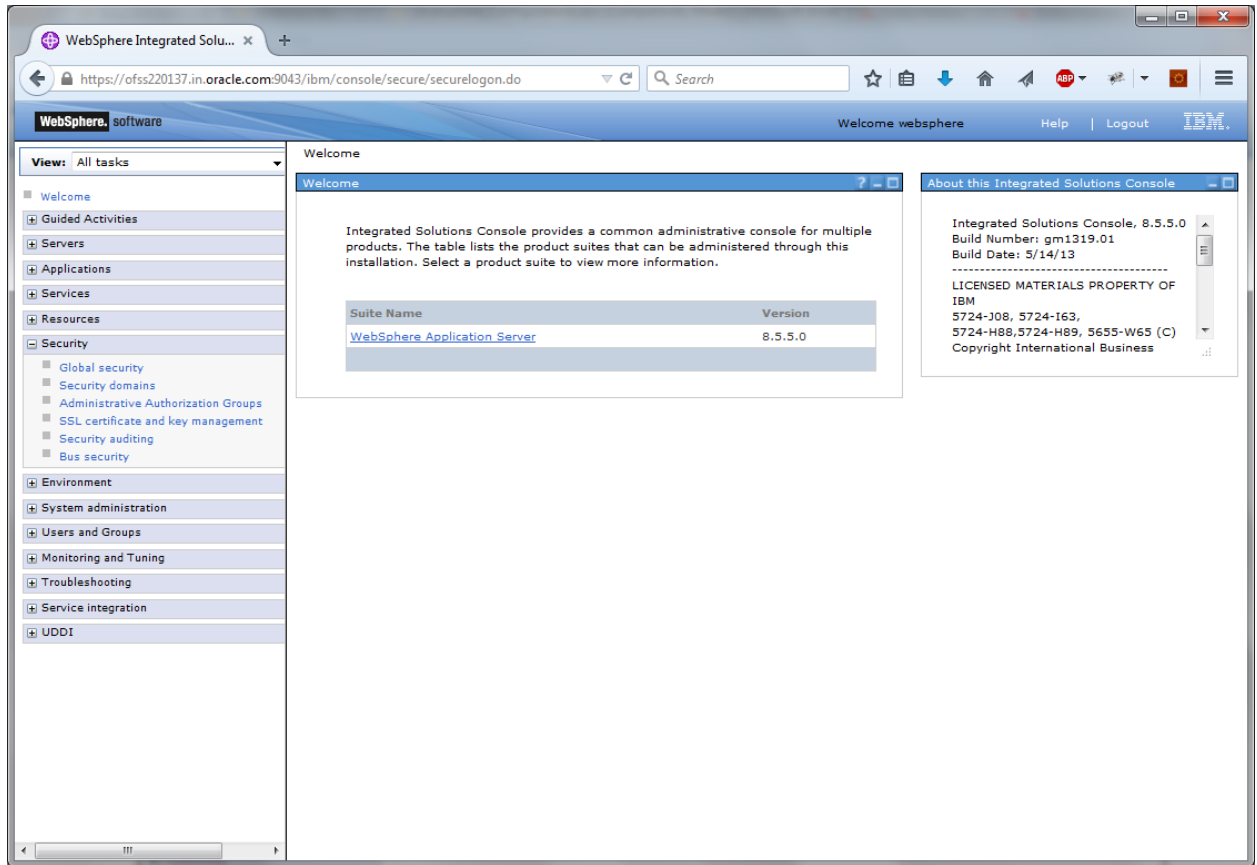 WebSphere Integrated Solu...
https://ofss220137.in.oracle.com:9043/ibm/console/secure/securelogon.do
Search
ABP
WebSphere. software
Welcome websphere
Help | Logout
IBM.
View: All tasks
Welcome
Guided Activities
Servers
Applications
Services
Resources
Security
Global security
Security domains
Administrative Authorization Groups
SSL certificate and key management
Security auditing
Bus security
Environment
System administration
Users and Groups
Monitoring and Tuning
Troubleshooting
Service integration
UDDI
Welcome
Welcome
Integrated Solutions Console provides a common administrative console for multiple
products. The table lists the product suites that can be administered through this
installation. Select a product suite to view more information.
Suite Name Version
WebSphere Application Server 8.5.5.0
About this Integrated Solutions Console
Integrated Solutions Console, 8.5.5.0
Build Number: gm1319.01
Build Date: 5/14/13
---------------------------------------
LICENSED MATERIALS PROPERTY OF
IBM
5724-J08, 5724-I63,
5724-H88,5724-H89, 5655-W65 (C)
Copyright International Business